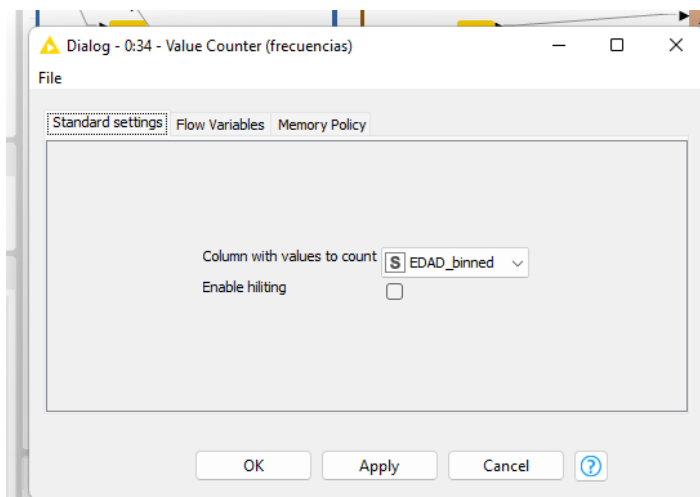 Dialog - 0:34 - Value Counter (frecuencias)
File
Standard settings Flow Variables Memory Policy
Column with values to count S EDAD_binned
Enable hiliting
OK Apply Cancel ?